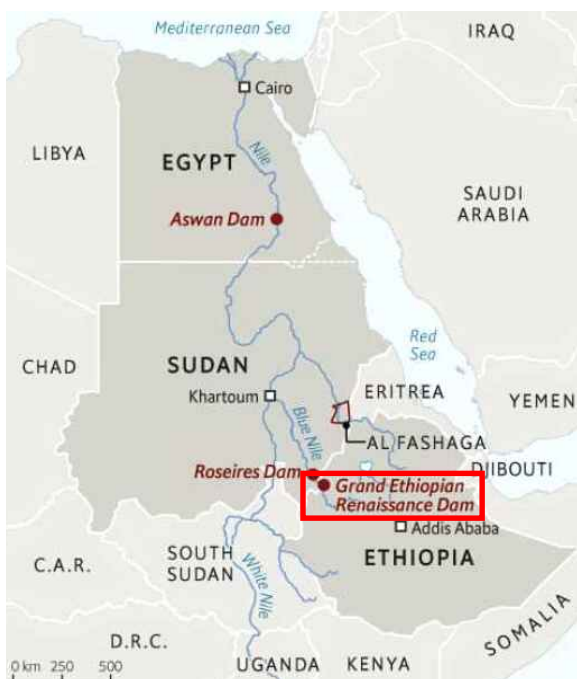 Mediterranean Sea
IRAQ
Cairo
LIBYA
EGYPT
Nile
SAUDI
ARABIA
Aswan Dam
Red
Sea
CHAD
SUDAN
Khartoum
ERITREA
YEMEN
Blue Nile
AL FASHAGA
Roseires Dam
DJIBOUTI
Grand Ethiopian
Renaissance Dam
Addis Ababa
C.A.R.
SOUTH
SUDAN
White Nile
ETHIOPIA
SOMALIA
D.R.C.
0 km 250 500
UGANDA
KENYA